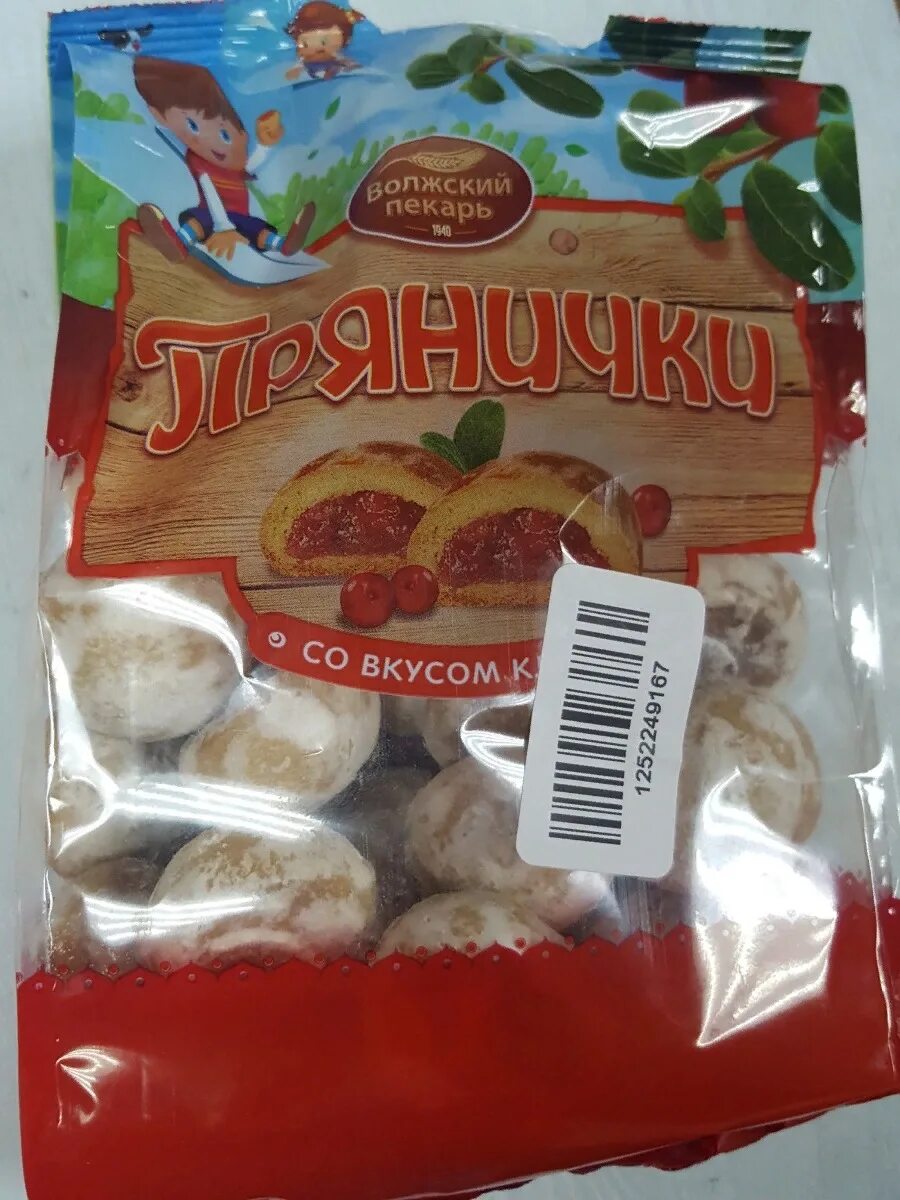 Волжский
пекарь
1940
Прянички
со вкусом
1252249167